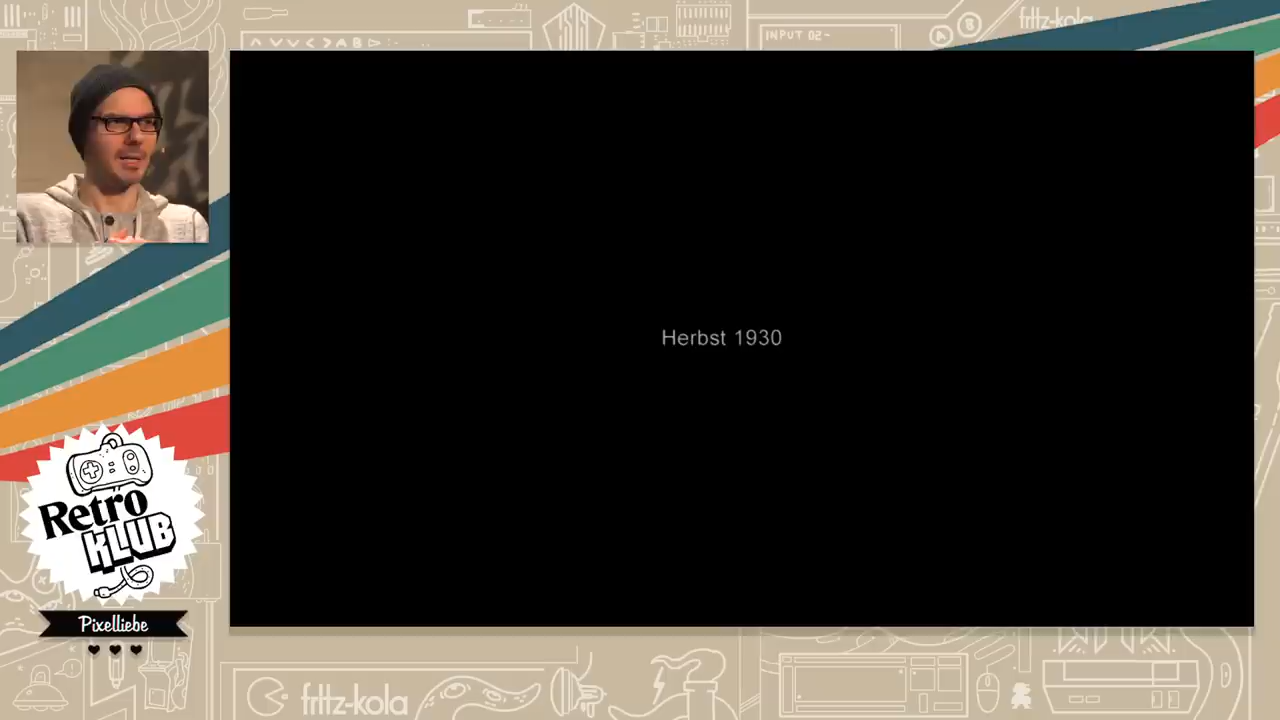 INPUT 02-
fritz-kola
Herbst 1930
Retro
KLUB
Pixelliebe
fritz-kola